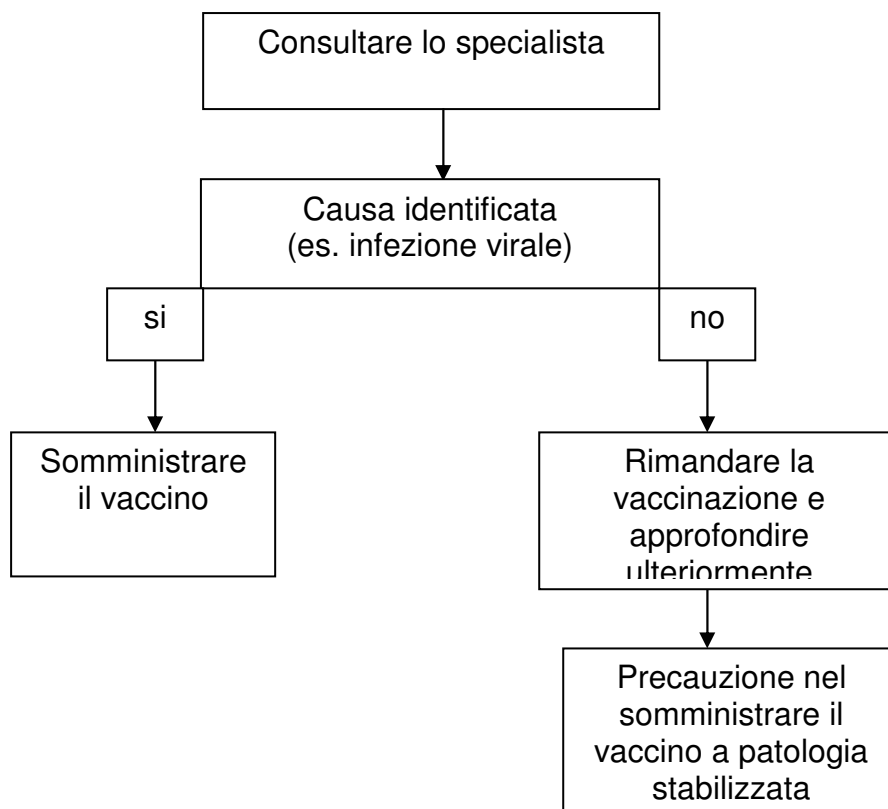 Consultare lo specialista
Causa identificata
(es. infezione virale)
si
no
Somministrare
il vaccino
Rimandare la
vaccinazione e
approfondire
ulteriormente
Precauzione nel
somministrare il
vaccino a patologia
stabilizzata